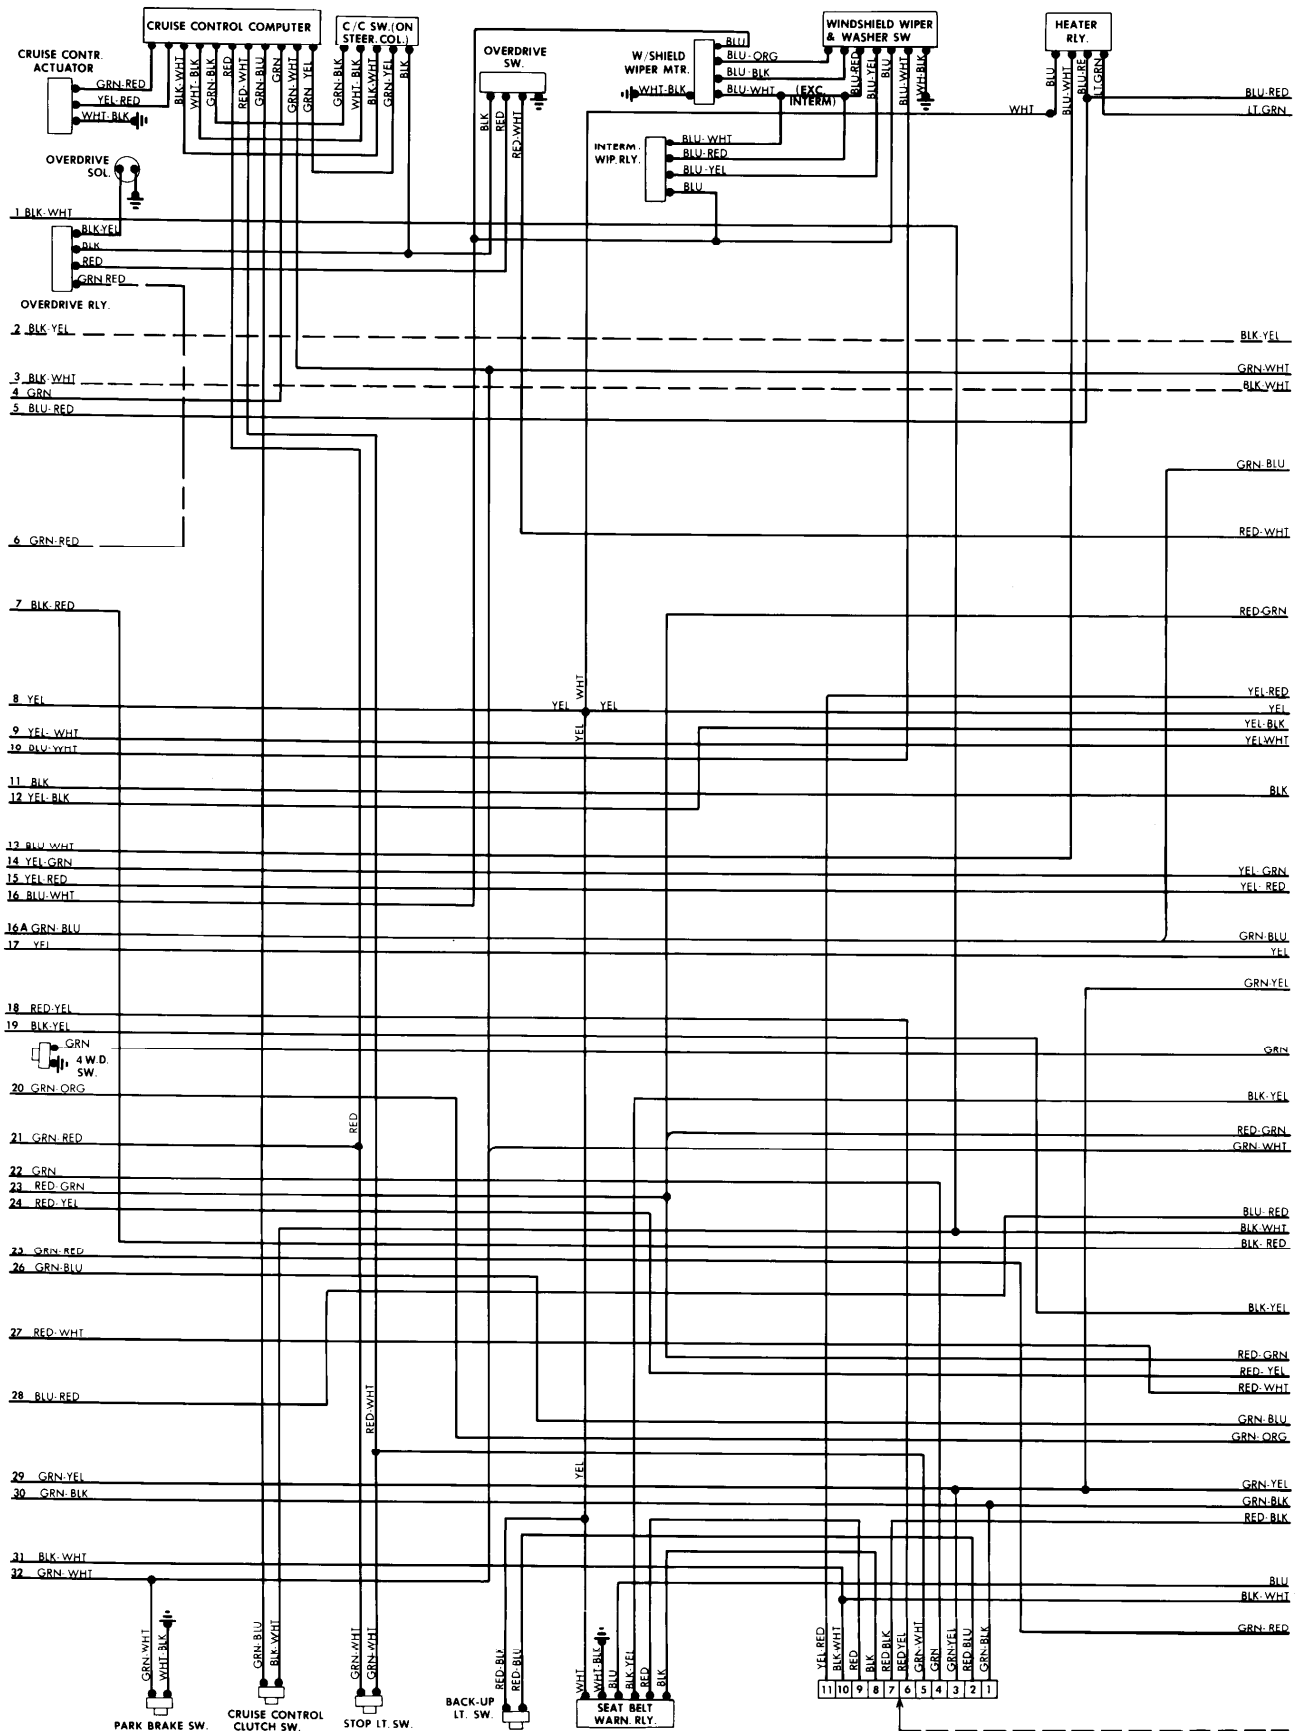 CRUISE CONTROL COMPUTER
C/C SW.(ON
STEER. COL.)
OVERDRIVE
SW.
W/SHIELD
WIPER MTR.
WINDSHIELD WIPER
& WASHER SW
HEATER
RLY.
CRUISE CONTR.
ACTUATOR
GRN-RED
YEL-RED
WHT-BLK
BLK-WHT
WHT-BLK
GRN-BLK
RED
RED-WHT
GRN-BLU
GRN
GRN-WHT
GRN YEL
GRN-BLK
WHT-BLK
BLK-WHT
GRN-YEL
BLK
BLK
RED
RED-WHT
BLU
BLU-ORG
BLU-BLK
BLU-WHT
WHT-BLK
(EXC.
INTERM)
BLU-RED
BLU-YEL
BLU
BLU-WHT
WHT-BLK
BLU
BLU-WHT
BLU-RE
LT.GRN
BLU-RED
LT.GRN
WHT
INTERM.
WIP. RLY.
BLU-WHT
BLU-RED
BLU-YEL
BLU
OVERDRIVE
SOL.
1 BLK-WHT
BLK-YEL
BLK
RED
GRN RED
OVERDRIVE RLY.
2 BLK-YEL
BLK-YEL
3 BLK-WHT
GRN-WHT
BLK-WHT
4 GRN
5 BLU-RED
GRN-BLU
6 GRN-RED
RED-WHT
7 BLK-RED
RED-GRN
WHT
YEL-RED
8 YEL
YEL
YEL
YEL
YEL
YEL-BLK
9 YEL-WHT
YEL-WHT
10 BLU-WHT
11 BLK
BLK
12 YEL-BLK
13 BLU WHT
14 YEL-GRN
YEL-GRN
15 YEL-RED
YEL-RED
16 BLU-WHT
16A GRN-BLU
GRN-BLU
17 YEL
YEL
GRN-YEL
18 RED-YEL
19 BLK-YEL
GRN
4 W.D.
SW.
GRN
20 GRN-ORG
BLK-YEL
RED
21 GRN-RED
RED-GRN
GRN-WHT
22 GRN
23 RED-GRN
24 RED-YEL
BLU-RED
BLK-WHT
BLK-RED
25 GRN-RED
26 GRN-BLU
BLK-YEL
27 RED-WHT
RED-GRN
RED-YEL
RED-WHT
28 BLU-RED
RED-WHT
GRN-BLU
GRN-ORG
YEL
29 GRN-YEL
GRN-YEL
30 GRN-BLK
GRN-BLK
RED-BLK
31 BLK-WHT
32 GRN-WHT
BLU
BLK-WHT
GRN-RED
GRN-WHT
WHT-BLK
GRN-BLU
BLK-WHT
GRN-WHT
GRN-WHT
RED-BLK
RED-BLU
WHT
WHT-BLK
BLU
BLK-YEL
RED
BLK
YEL-RED
BLK-WHT
RED
BLK
RED BLK
RED YEL
GRN-WHT
GRN
GRN-YEL
RED BLU
GRN-BLK
11 10 9 8 7 6 5 4 3 2 1
PARK BRAKE SW.
CRUISE CONTROL
CLUTCH SW.
STOP LT. SW.
BACK-UP
LT. SW.
SEAT BELT
WARN. RLY.